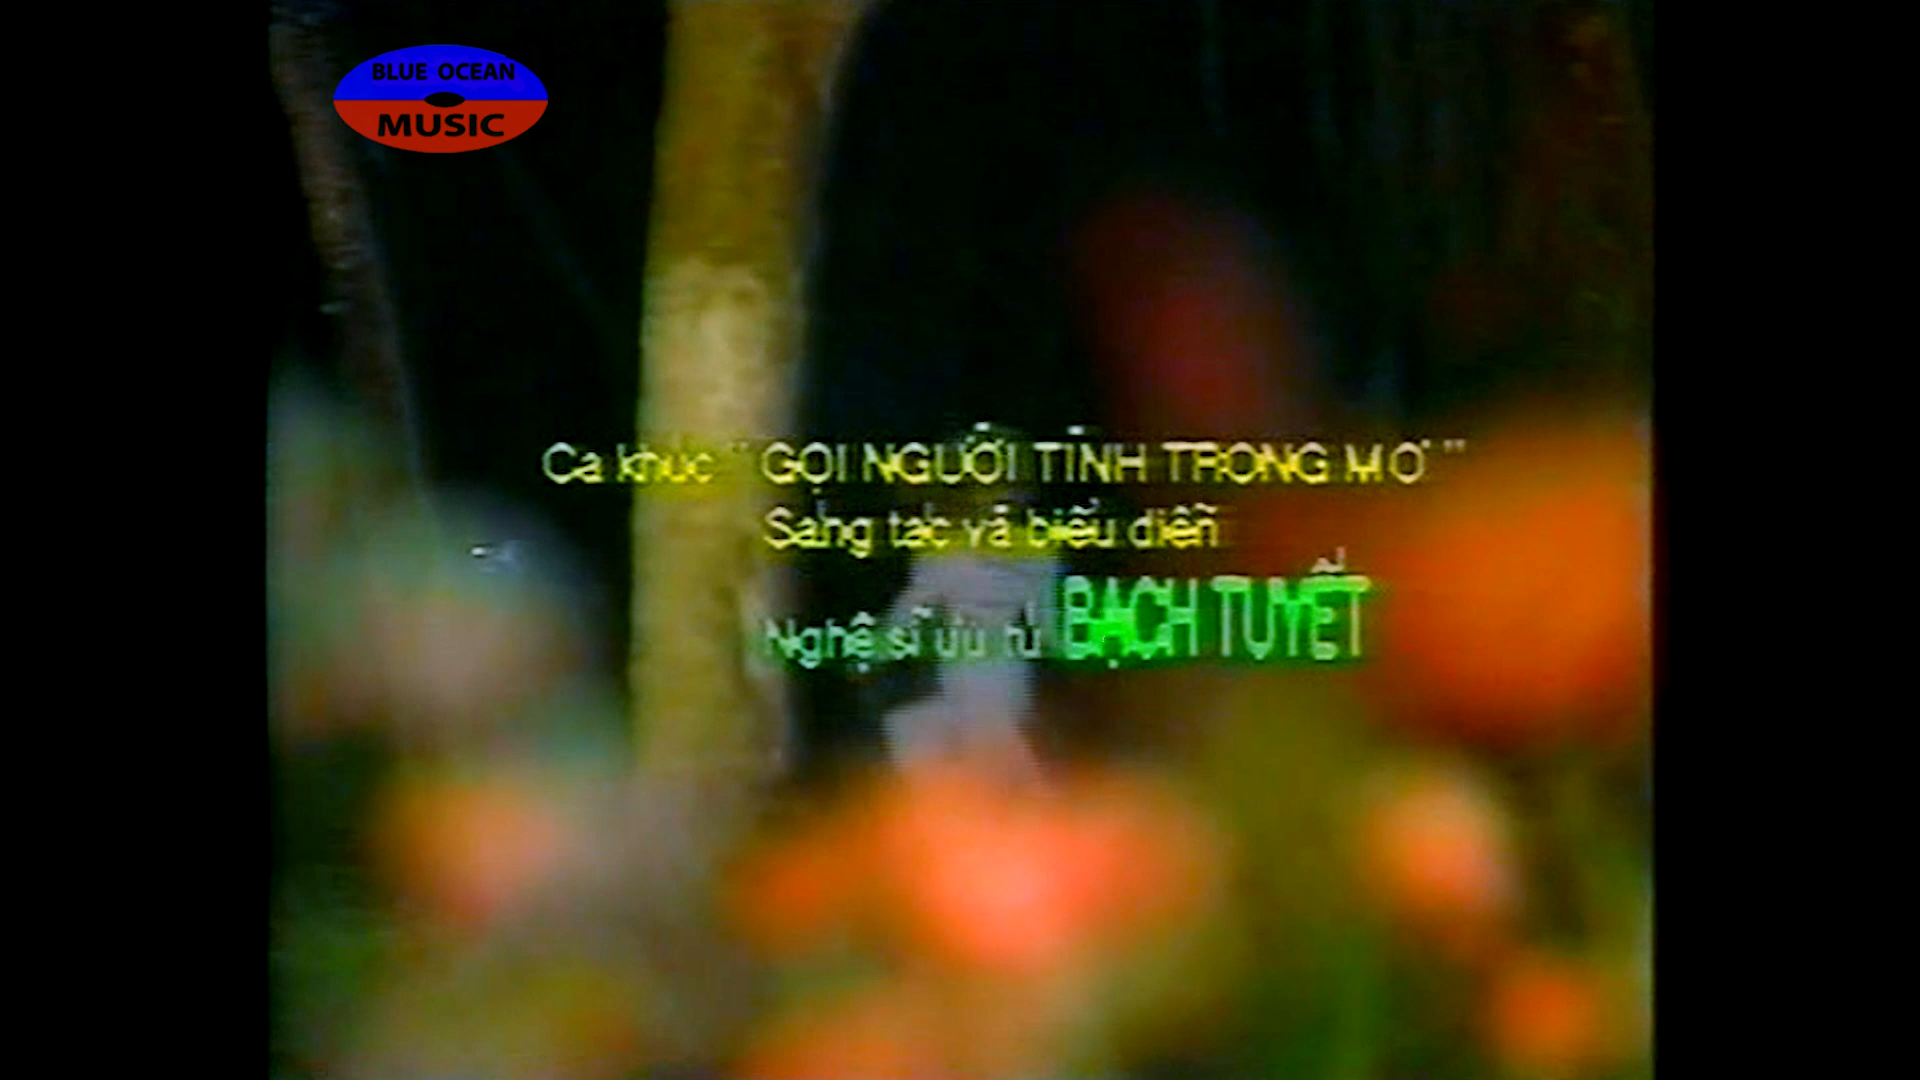 BLUE OCEAN
MUSIC
Ca khúc " GỌI NGƯỜI TÌNH TRONG MƠ "
Sáng tác và biểu diễn
Nghệ sĩ ưu tú BẠCH TUYẾT